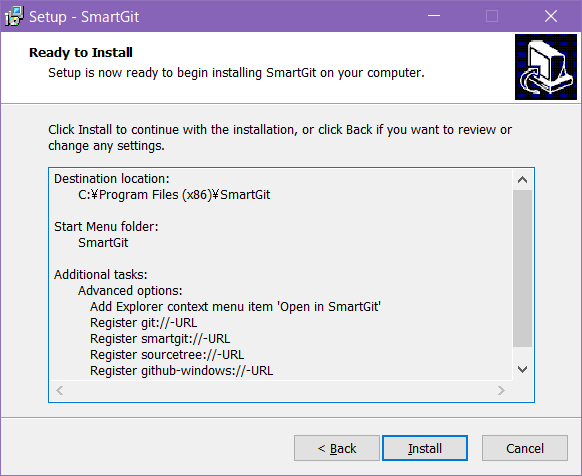 Setup - SmartGit
Ready to Install
Setup is now ready to begin installing SmartGit on your computer.
Click Install to continue with the installation, or click Back if you want to review or
change any settings.
Destination location:
C:¥Program Files (x86)¥SmartGit
Start Menu folder:
SmartGit
Additional tasks:
Advanced options:
Add Explorer context menu item 'Open in SmartGit'
Register git://-URL
Register smartgit://-URL
Register sourcetree://-URL
Register github-windows://-URL
< Back
Install
Cancel